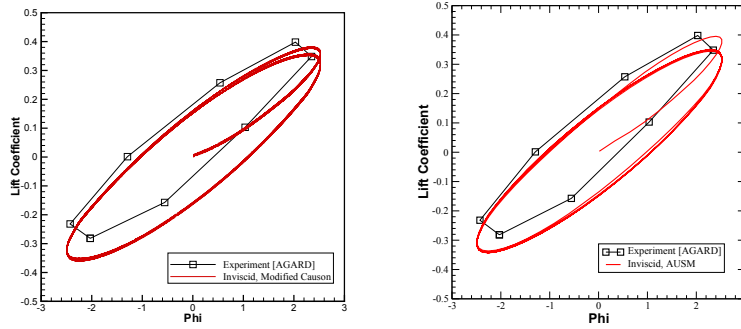 0.5
0.4
0.3
0.2
0.1
0
-0.1
-0.2
-0.3
-0.4
-0.5
Lift Coefficient
-3 -2 -1 0 1 2 3
Phi
Experiment [AGARD]
Inviscid, Modified Causon
0.5
0.4
0.3
0.2
0.1
0
-0.1
-0.2
-0.3
-0.4
-0.5
Lift Coefficient
-3 -2 -1 0 1 2 3
Phi
Experiment [AGARD]
Inviscid, AUSM